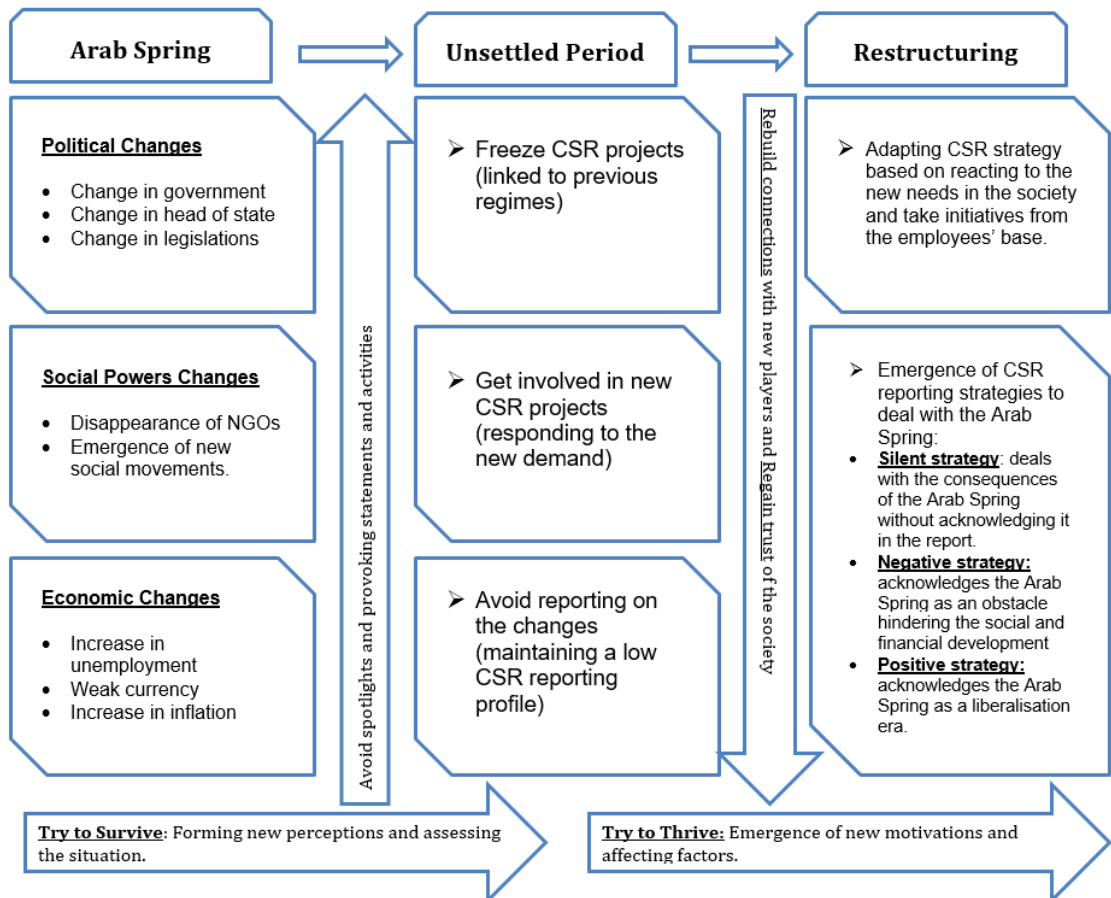 Arab Spring
Unsettled Period
Restructuring
Political Changes
• Change in government
• Change in head of state
• Change in legislations
Social Powers Changes
• Disappearance of NGOs
• Emergence of new
social movements.
Economic Changes
• Increase in
unemployment
• Weak currency
• Increase in inflation
Avoid spotlights and provoking statements and activities
➢ Freeze CSR projects
(linked to previous
regimes)
➢ Get involved in new
CSR projects
(responding to the
new demand)
➢ Avoid reporting on
the changes
(maintaining a low
CSR reporting
profile)
Rebuild connections with new players and Regain trust of the society
➢ Adapting CSR strategy
based on reacting to the
new needs in the society
and take initiatives from
the employees’ base.
➢ Emergence of CSR
reporting strategies to
deal with the Arab
Spring:
• Silent strategy: deals
with the consequences
of the Arab Spring
without acknowledging it
in the report.
• Negative strategy:
acknowledges the Arab
Spring as an obstacle
hindering the social and
financial development
• Positive strategy:
acknowledges the Arab
Spring as a liberalisation
era.
Try to Survive: Forming new perceptions and assessing
the situation.
Try to Thrive: Emergence of new motivations and
affecting factors.